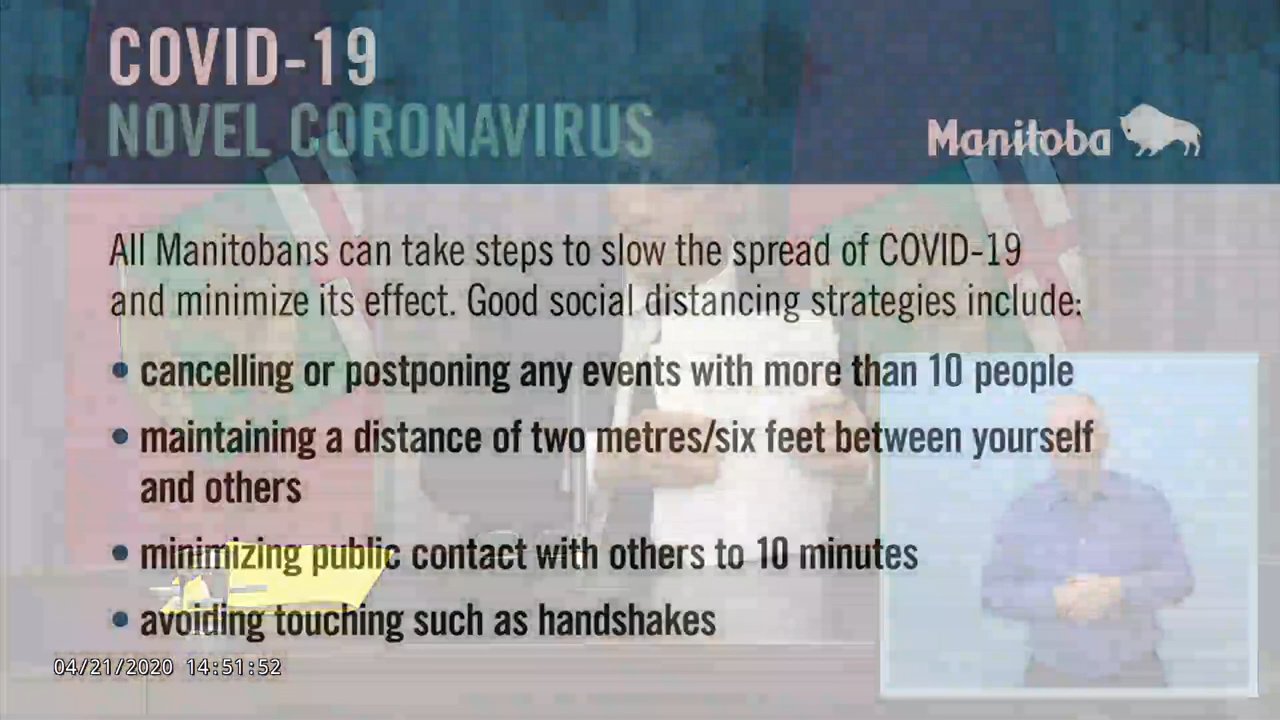 COVID-19
NOVEL CORONAVIRUS
Manitoba
All Manitobans can take steps to slow the spread of COVID-19
and minimize its effect. Good social distancing strategies include:
• cancelling or postponing any events with more than 10 people
• maintaining a distance of two metres/six feet between yourself
and others
• minimizing public contact with others to 10 minutes
• avoiding touching such as handshakes
04/21/2020 14:51:52